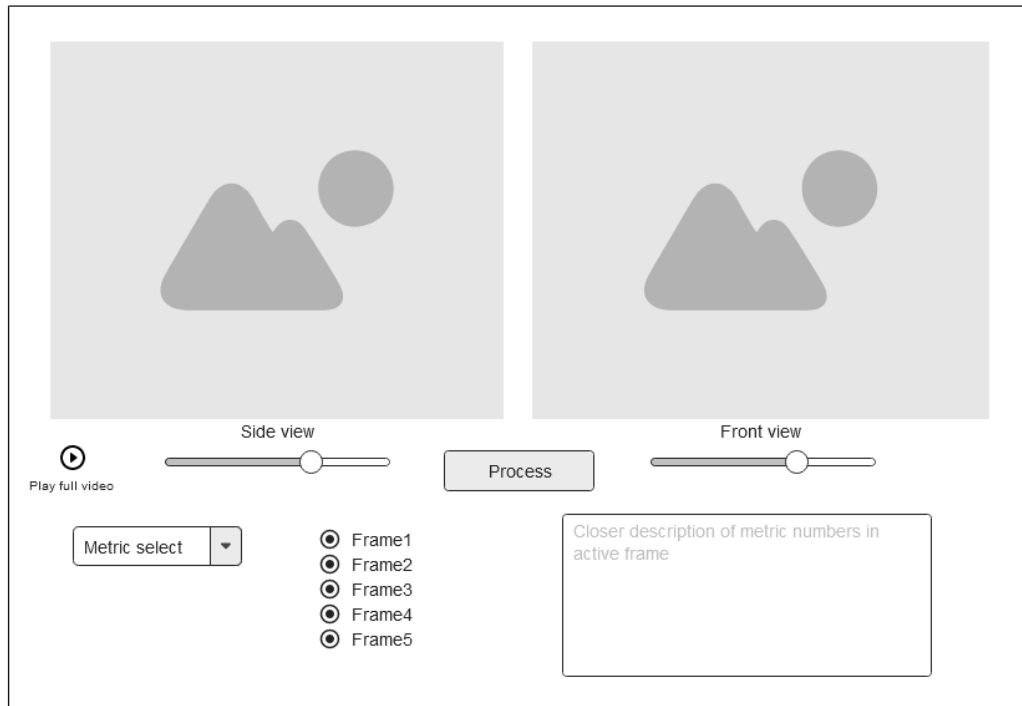 Side view
Front view
Play full video
Process
Metric select
Frame1
Frame2
Frame3
Frame4
Frame5
Closer description of metric numbers in
active frame